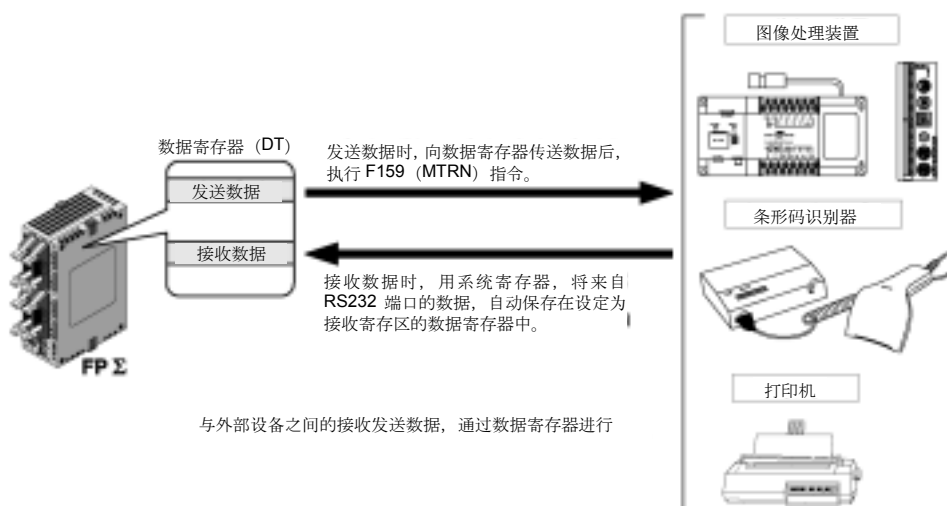 图像处理装置
数据寄存器（DT）
发送数据时，向数据寄存器传送数据后，
执行 F159（MTRN）指令。
发送数据
条形码识别器
接收数据
接收数据时，用系统寄存器，将来自
RS232 端口的数据，自动保存在设定为
接收寄存区的数据寄存器中。
FP Σ
打印机
与外部设备之间的接收发送数据，通过数据寄存器进行